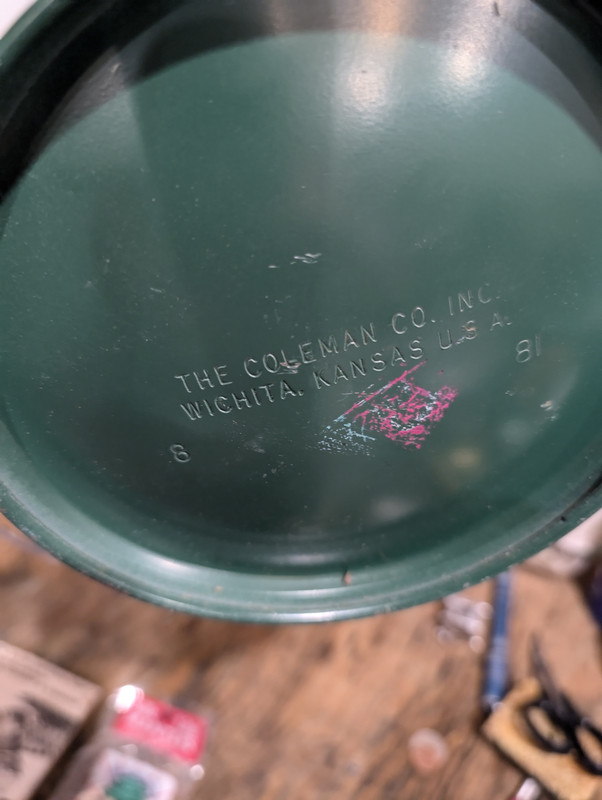 THE COLEMAN CO. INC.
WICHITA, KANSAS U.S.A.
8 81